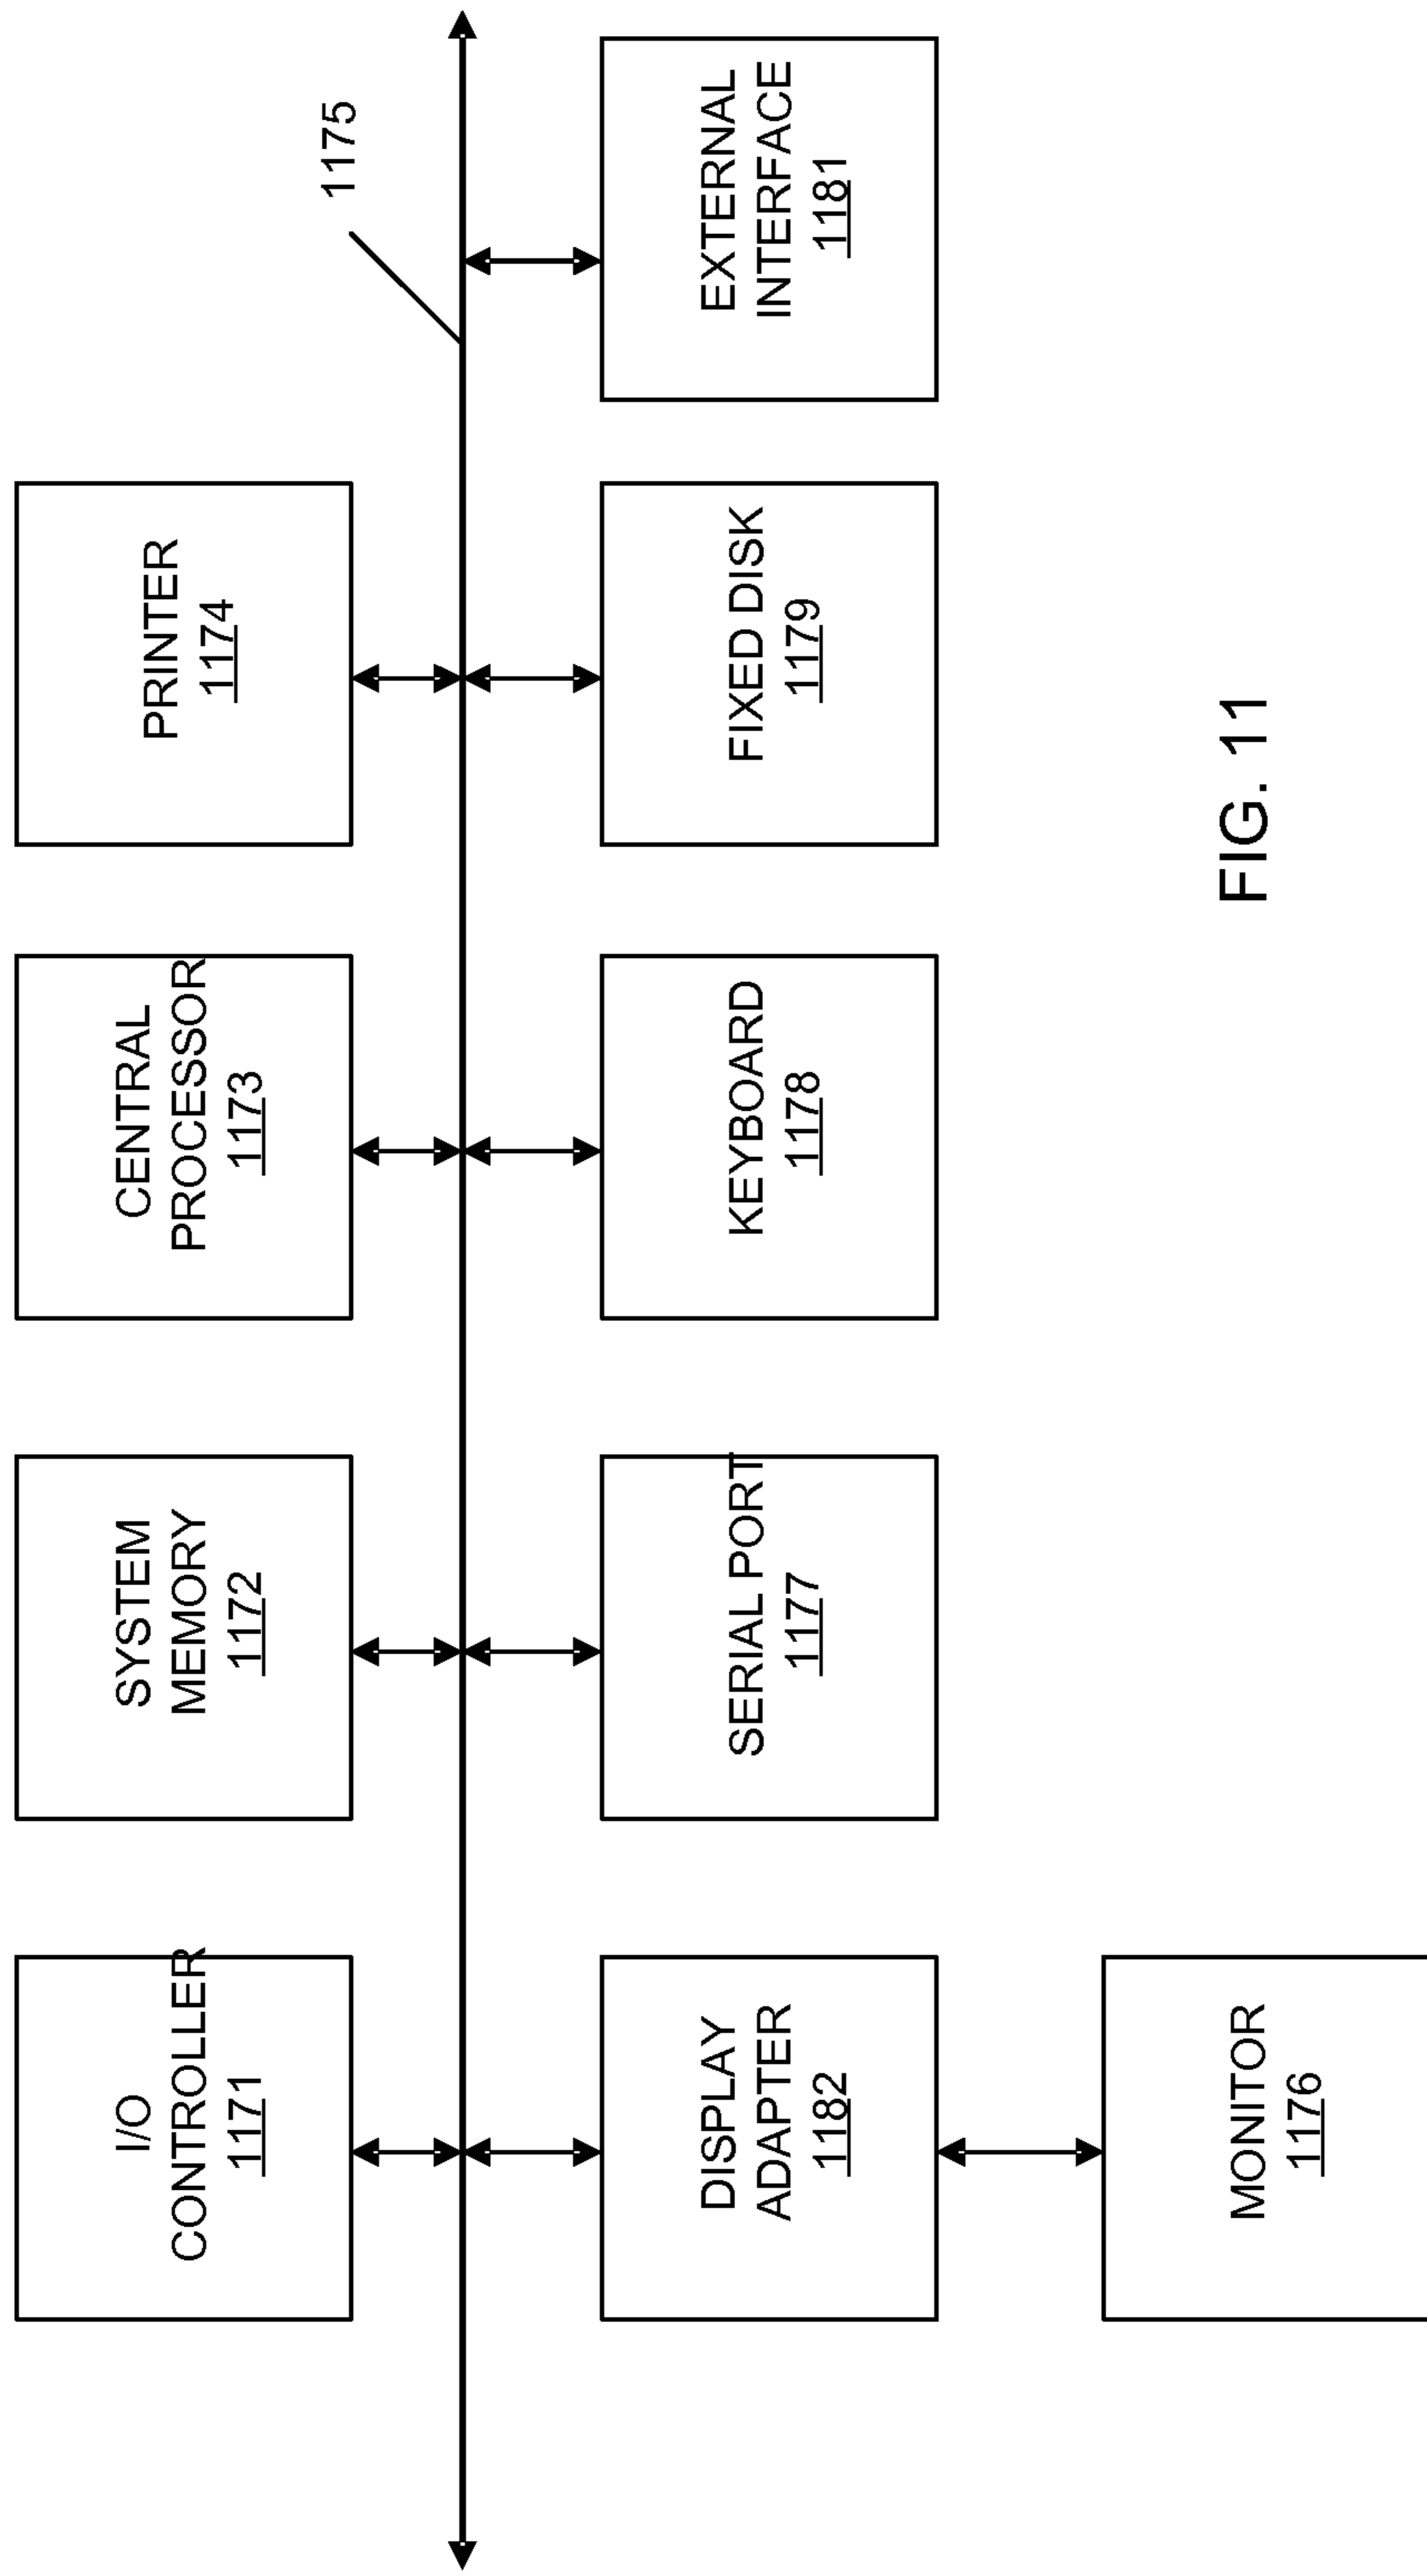 I/O
CONTROLLER
1171
SYSTEM
MEMORY
1172
CENTRAL
PROCESSOR
1173
PRINTER
1174
1175
DISPLAY
ADAPTER
1182
SERIAL PORT
1177
KEYBOARD
1178
FIXED DISK
1179
EXTERNAL
INTERFACE
1181
MONITOR
1176
FIG. 11